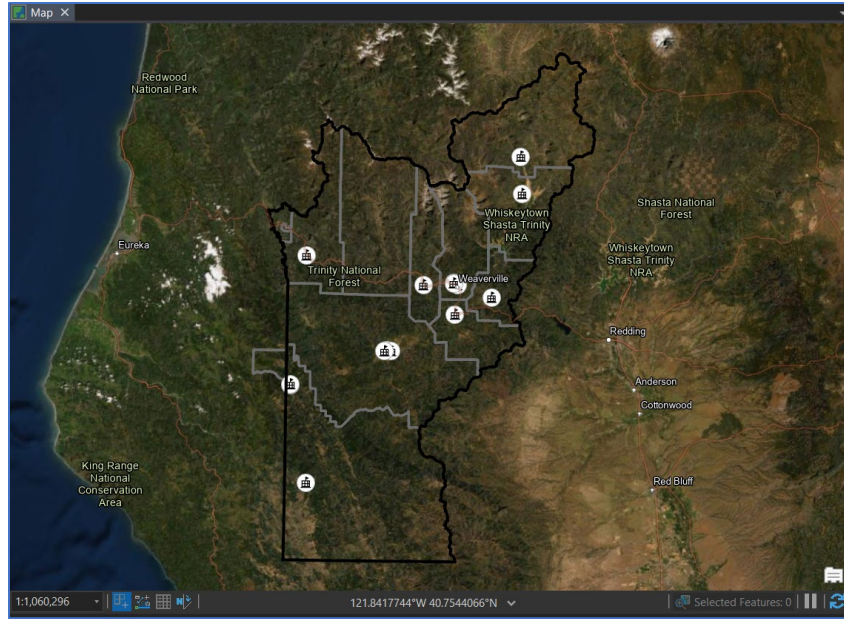 Map
Redwood
National Park
Whiskeytown
Shasta Trinity
NRA
Shasta National
Forest
Eureka
Trinity National
Forest
Weaverville
Whiskeytown
Shasta Trinity
NRA
Redding
Anderson
Cottonwood
King Range
National
Conservation
Area
Red Bluff
1:1,060,296
121.8417744°W 40.7544066°N
Selected Features: 0